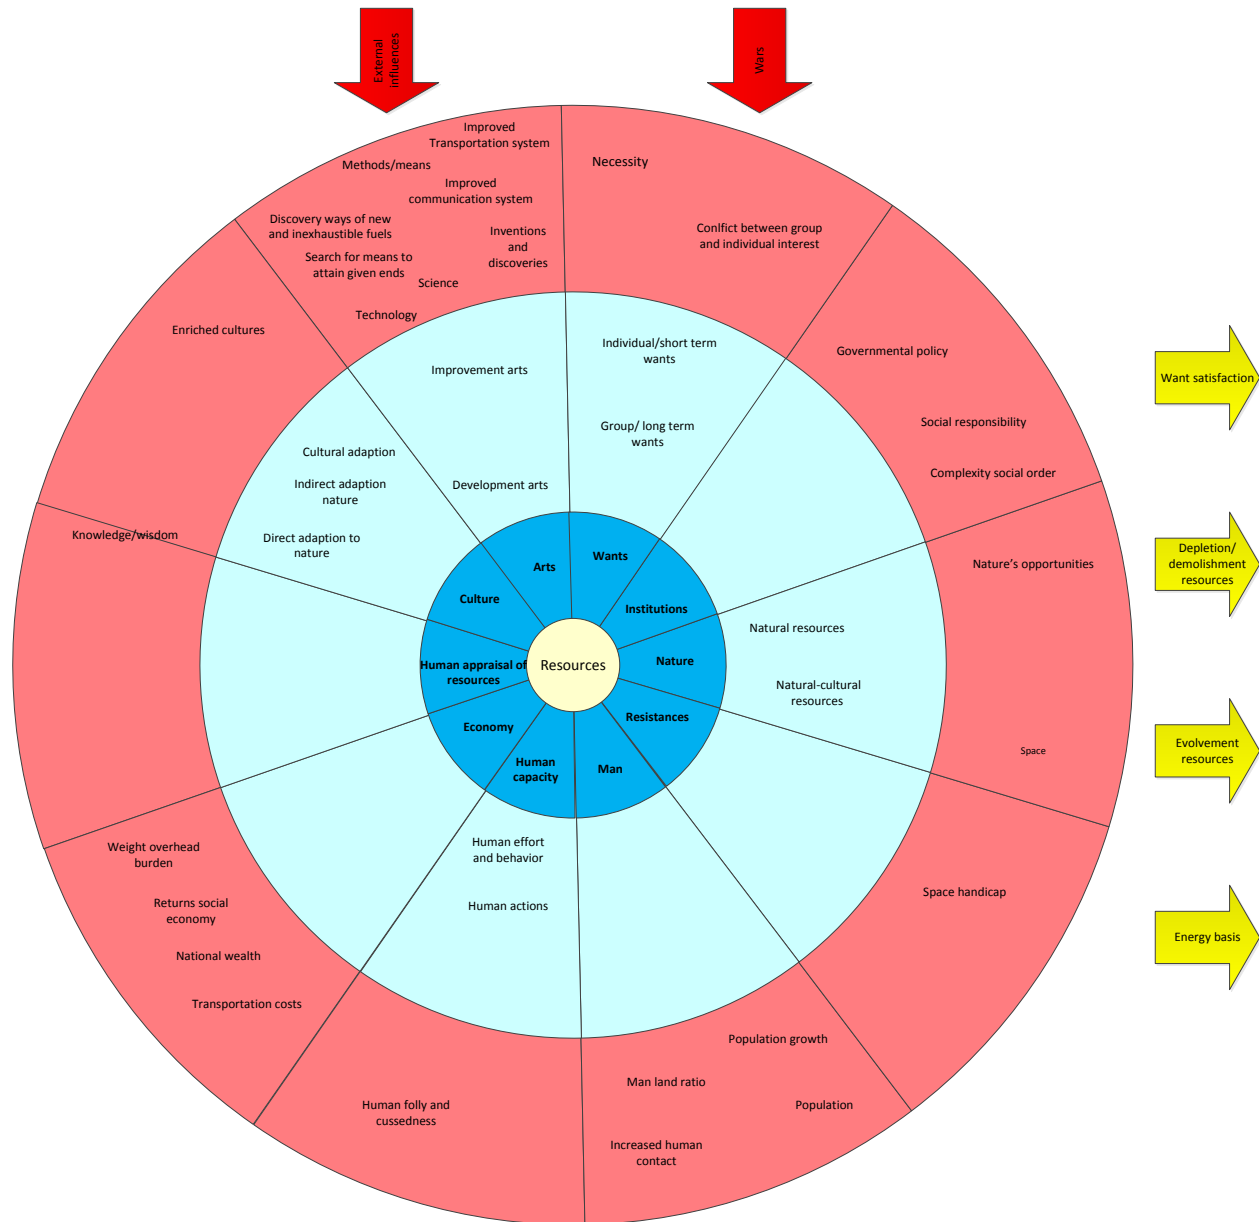 External
influences
Wars
Improved
Transportation system
Methods/means
Improved
communication system
Discovery ways of new
and inexhaustible fuels
Inventions
and
discoveries
Search for means to
attain given ends
Science
Technology
Necessity
Conlfict between group
and individual interest
Enriched cultures
Governmental policy
Social responsibility
Complexity social order
Improvement arts
Development arts
Individual/short term
wants
Group/ long term
wants
Cultural adaption
Indirect adaption
nature
Direct adaption to
nature
Knowledge/wisdom
Nature’s opportunities
Space
Natural resources
Natural-cultural
resources
Arts
Wants
Culture
Institutions
Human appraisal of
resources
Resources
Nature
Economy
Resistances
Human
capacity
Man
Human effort
and behavior
Human actions
Weight overhead
burden
Returns social
economy
National wealth
Transportation costs
Space handicap
Human folly and
cussedness
Population growth
Man land ratio
Population
Increased human
contact
Want satisfaction
Depletion/
demolishment
resources
Evolvement
resources
Energy basis